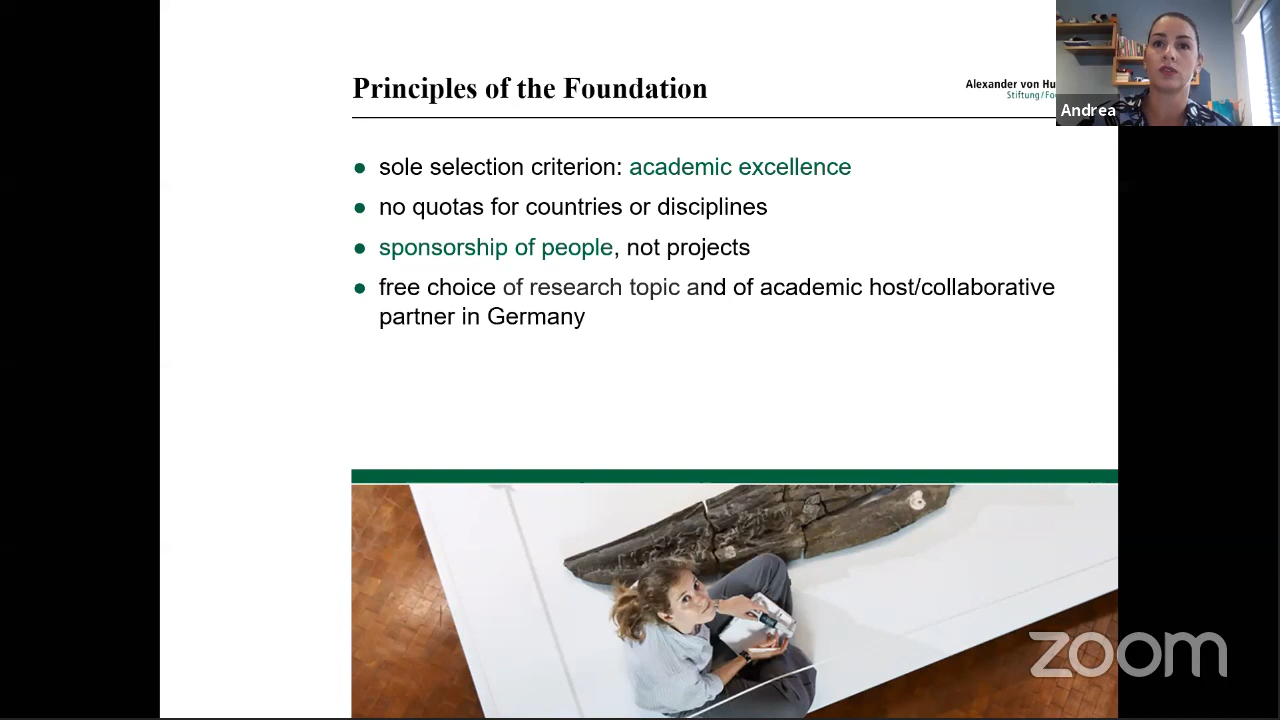 Principles of the Foundation
Alexander von Hu
Stiftung/Fo
Andrea
sole selection criterion: academic excellence
no quotas for countries or disciplines
sponsorship of people, not projects
free choice of research topic and of academic host/collaborative
partner in Germany
zoom